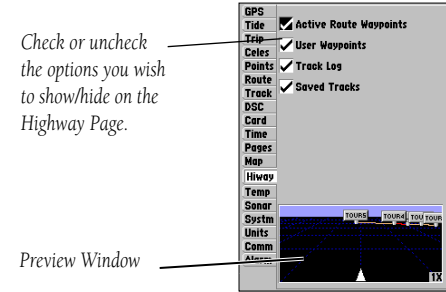 Check or uncheck
the options you wish
to show/hide on the
Highway Page.
Preview Window
GPS
Tide
Trip
Celes
Points
Route
Track
DSC
Card
Time
Pages
Map
Hiway
Temp
Sonar
Systm
Units
Comm
Alarm
Active Route Waypoints
User Waypoints
Track Log
Saved Tracks
TOUR5
TOUR4
TOU
TOUR
1X